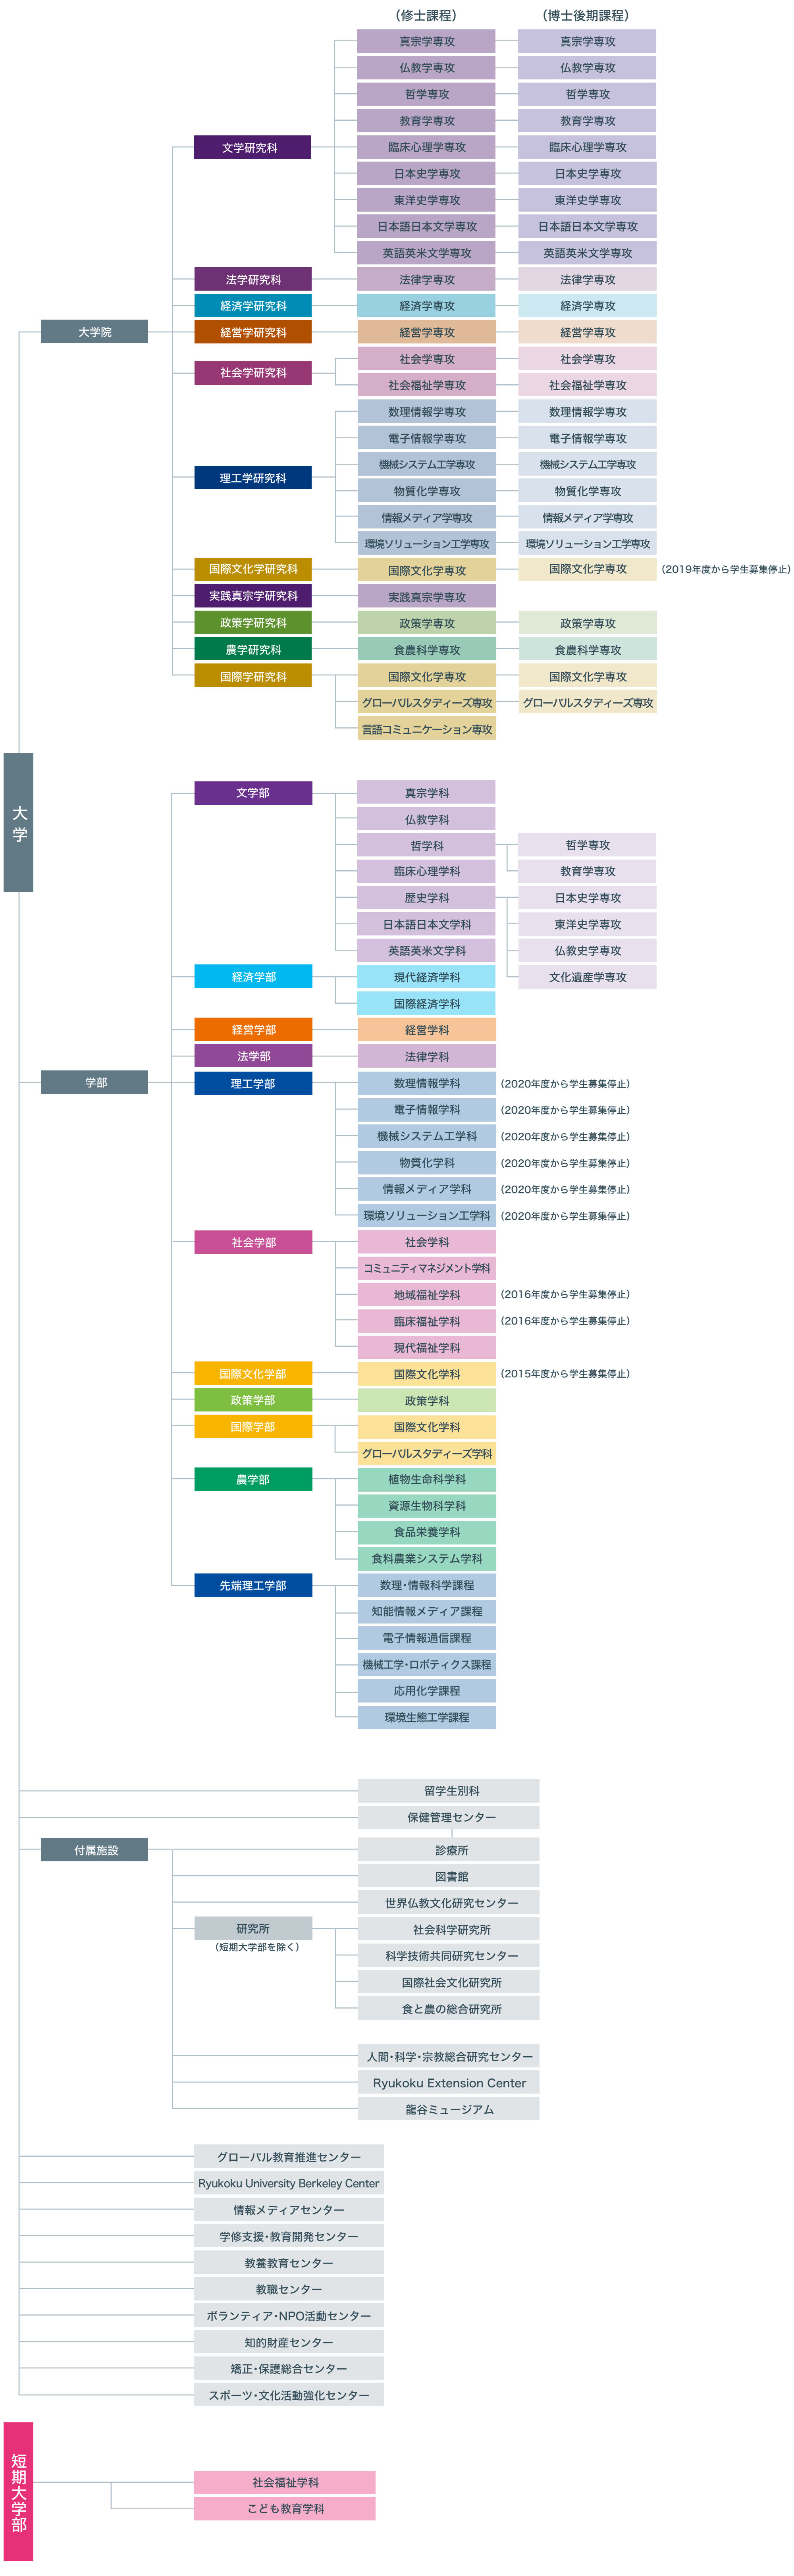 （修士課程） （博士後期課程）
大学
大学院
文学研究科 真宗学専攻 真宗学専攻
仏教学専攻 仏教学専攻
哲学専攻 哲学専攻
教育学専攻 教育学専攻
臨床心理学専攻 臨床心理学専攻
日本史学専攻 日本史学専攻
東洋史学専攻 東洋史学専攻
日本語日本文学専攻 日本語日本文学専攻
英語英米文学専攻 英語英米文学専攻
法学研究科 法律学専攻 法律学専攻
経済学研究科 経済学専攻 経済学専攻
経営学研究科 経営学専攻 経営学専攻
社会学研究科 社会学専攻 社会学専攻
社会福祉学専攻 社会福祉学専攻
理工学研究科 数理情報学専攻 数理情報学専攻
電子情報学専攻 電子情報学専攻
機械システム工学専攻 機械システム工学専攻
物質化学専攻 物質化学専攻
情報メディア学専攻 情報メディア学専攻
環境ソリューション工学専攻 環境ソリューション工学専攻
国際文化学研究科 国際文化学専攻 国際文化学専攻 （2019年度から学生募集停止）
実践真宗学研究科 実践真宗学専攻
政策学研究科 政策学専攻 政策学専攻
農学研究科 食農科学専攻 食農科学専攻
国際学研究科 国際文化学専攻 国際文化学専攻
グローバルスタディーズ専攻 グローバルスタディーズ専攻
言語コミュニケーション専攻
学部
文学部 真宗学科
仏教学科
哲学科 哲学専攻
臨床心理学科 教育学専攻
歴史学科 日本史学専攻
日本語日本文学科 東洋史学専攻
英語英米文学科 仏教史学専攻
経済学部 現代経済学科 文化遺産学専攻
国際経済学科
経営学部 経営学科
法学部 法律学科
理工学部 数理情報学科 （2020年度から学生募集停止）
電子情報学科 （2020年度から学生募集停止）
機械システム工学科 （2020年度から学生募集停止）
物質化学科 （2020年度から学生募集停止）
情報メディア学科 （2020年度から学生募集停止）
環境ソリューション工学科 （2020年度から学生募集停止）
社会学部 社会学科
コミュニティマネジメント学科
地域福祉学科 （2016年度から学生募集停止）
臨床福祉学科 （2016年度から学生募集停止）
現代福祉学科
国際文化学部 国際文化学科 （2015年度から学生募集停止）
政策学部 政策学科
国際学部 国際文化学科
グローバルスタディーズ学科
農学部 植物生命科学科
資源生物科学科
食品栄養学科
食料農業システム学科
先端理工学部 数理・情報科学課程
知能情報メディア課程
電子情報通信課程
機械工学・ロボティクス課程
応用化学課程
環境生態工学課程
留学生別科
保健管理センター
付属施設 診療所
図書館
世界仏教文化研究センター
研究所 社会科学研究所
（短期大学部を除く）
科学技術共同研究センター
国際社会文化研究所
食と農の総合研究所
人間・科学・宗教総合研究センター
Ryukoku Extension Center
龍谷ミュージアム
グローバル教育推進センター
Ryukoku University Berkeley Center
情報メディアセンター
学修支援・教育開発センター
教養教育センター
教職センター
ボランティア・NPO活動センター
知的財産センター
矯正・保護総合センター
スポーツ・文化活動強化センター
短期大学部
社会福祉学科
こども教育学科